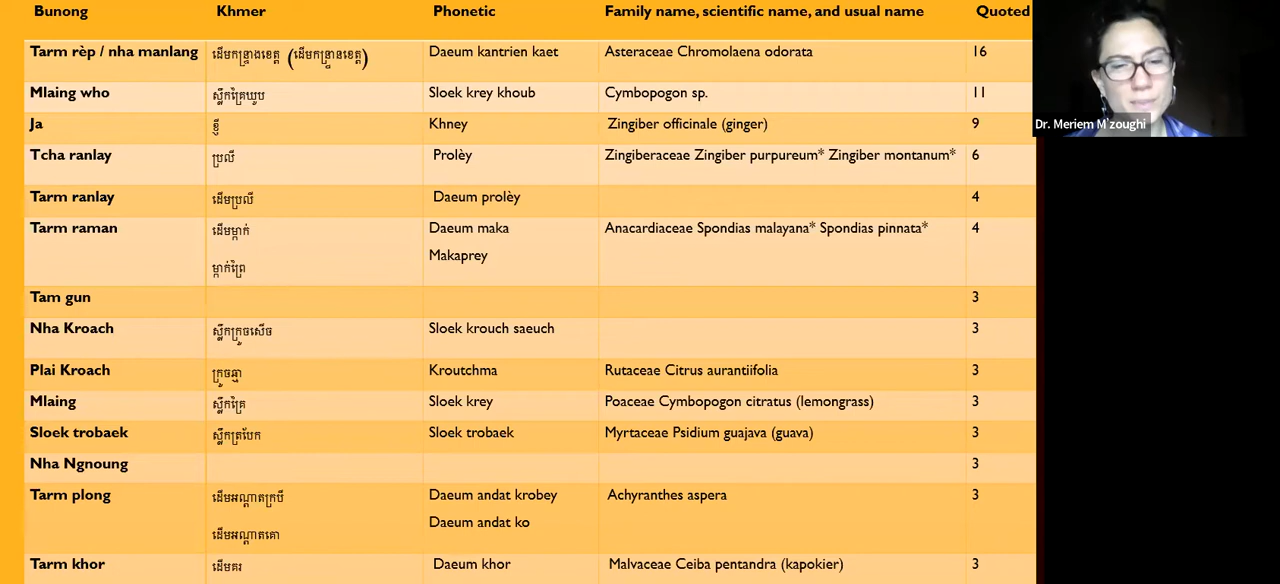 Bunong Khmer Phonetic Family name, scientific name, and usual name Quoted
Tarm rèp / nha manlang ដើមកន្ទ្រាងខេត្ត (ដើមកន្ទ្រានខេត្ត) Daeum kantrien kaet Asteraceae Chromolaena odorata 16
Mlaing who ស្លឹកគ្រៃឃូប Sloek krey khoub Cymbopogon sp. 11
Ja ខ្ញី Khney Zingiber officinale (ginger) 9
Tcha ranlay ប្រលី Prolèy Zingiberaceae Zingiber purpureum* Zingiber montanum* 6
Tarm ranlay ដើមប្រលី Daeum prolèy 4
Tarm raman ដើមម្កាក់ Daeum maka Anacardiaceae Spondias malayana* Spondias pinnata* 4
ម្កាក់ព្រៃ Makaprey
Tam gun 3
Nha Kroach ស្លឹកក្រូចសើច Sloek krouch saeuch 3
Plai Kroach ក្រូចឆ្មា Kroutchma Rutaceae Citrus aurantiifolia 3
Mlaing ស្លឹកគ្រៃ Sloek krey Poaceae Cymbopogon citratus (lemongrass) 3
Sloek trobaek ស្លឹកត្របែក Sloek trobaek Myrtaceae Psidium guajava (guava) 3
Nha Ngnoung 3
Tarm plong ដើមអណ្តាតក្របី Daeum andat krobey Achyranthes aspera 3
ដើមអណ្តាតគោ Daeum andat ko
Tarm khor ដើមគរ Daeum khor Malvaceae Ceiba pentandra (kapokier) 3
Dr. Meriem M'zoughi